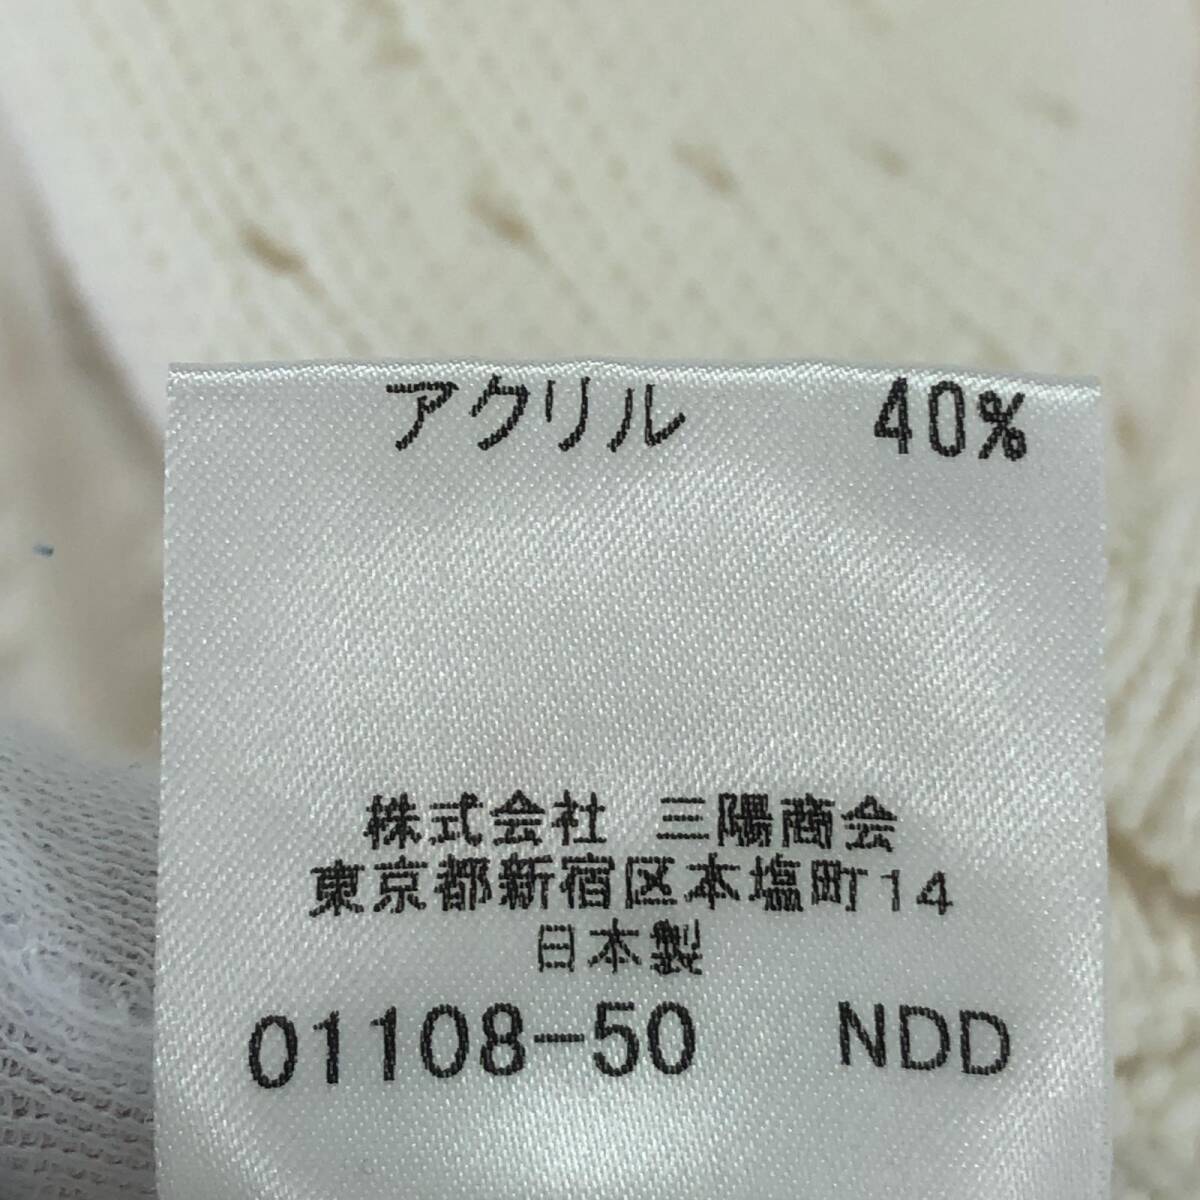 アクリル 40%
株式会社 三陽商会
東京都新宿区本塩町14
日本製
01108-50 NDD